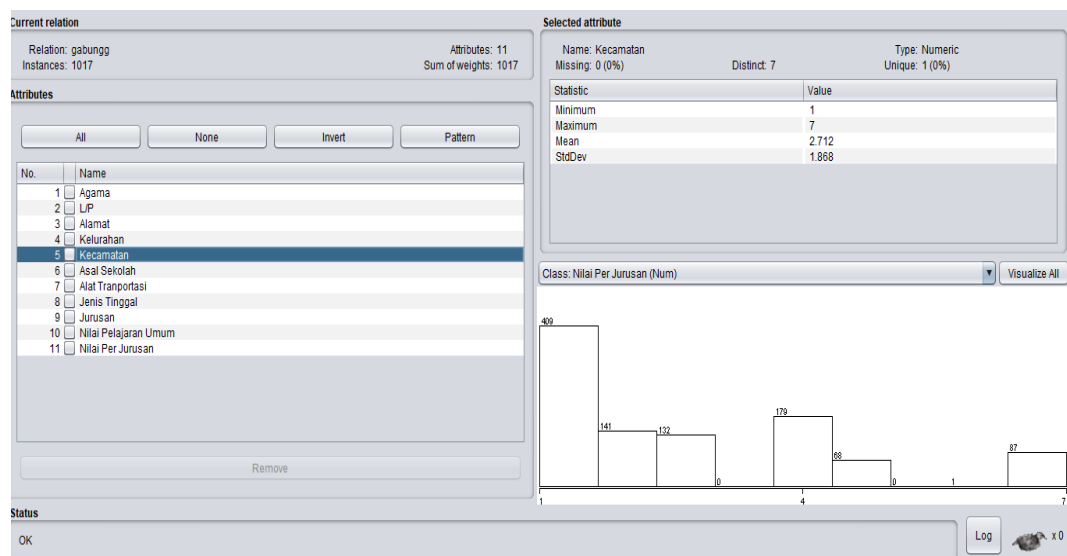 Current relation
Relation: gabungg
Attributes: 11
Instances: 1017
Sum of weights: 1017
Attributes
All
None
Invert
Pattern
No.
Name
1 Agama
2 L/P
3 Alamat
4 Kelurahan
5 Kecamatan
6 Asal Sekolah
7 Alat Tranportasi
8 Jenis Tinggal
9 Jurusan
10 Nilai Pelajaran Umum
11 Nilai Per Jurusan
Remove
Selected attribute
Name: Kecamatan
Type: Numeric
Missing: 0 (0%)
Distinct: 7
Unique: 1 (0%)
Statistic
Value
Minimum 1
Maximum 7
Mean 2.712
StdDev 1.868
Class: Nilai Per Jurusan (Num)
Visualize All
409
141
132
0
179
68
0
1
87
1
4
7
Status
OK
Log
x 0